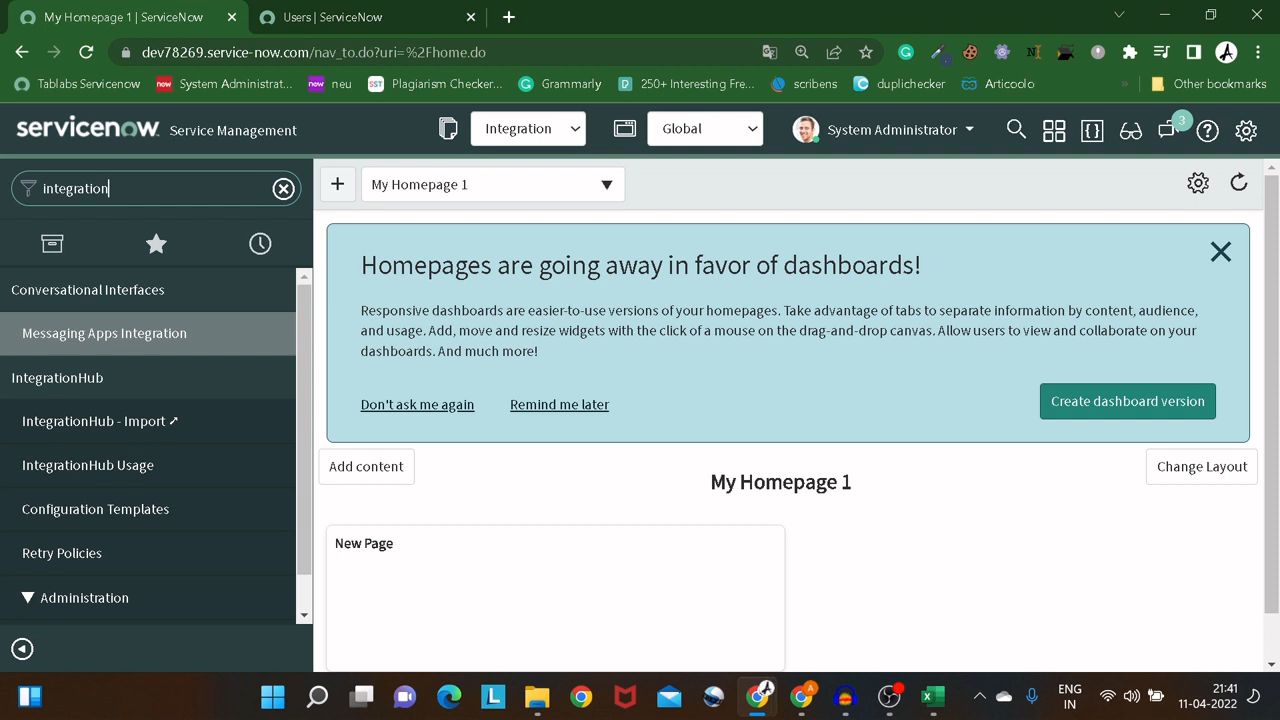 My Homepage 1 | ServiceNow
Users | ServiceNow
dev78269.service-now.com/nav_to.do?uri=%2Fhome.do
Tablabs Servicenow
now
System Administrat...
now
neu
SST
Plagiarism Checker...
Grammarly
250+ Interesting Fre...
scribens
duplichecker
Articoolo
»
Other bookmarks
servicenow
Service Management
Integration
Global
System Administrator
3
integration
My Homepage 1
Conversational Interfaces
Messaging Apps Integration
IntegrationHub
IntegrationHub - Import ➚
IntegrationHub Usage
Configuration Templates
Retry Policies
Administration
Homepages are going away in favor of dashboards!
Responsive dashboards are easier-to-use versions of your homepages. Take advantage of tabs to separate information by content, audience,
and usage. Add, move and resize widgets with the click of a mouse on the drag-and-drop canvas. Allow users to view and collaborate on your
dashboards. And much more!
Don't ask me again
Remind me later
Create dashboard version
Add content
My Homepage 1
Change Layout
New Page
ENG
IN
21:41
11-04-2022